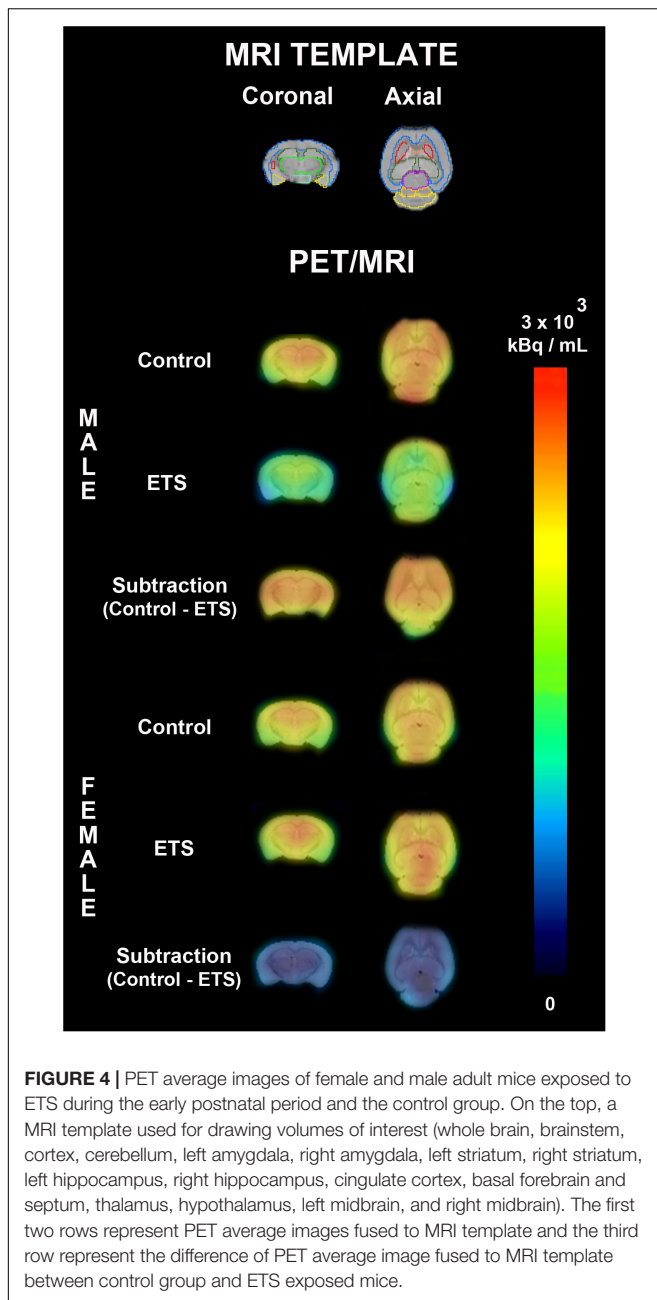 MRI TEMPLATE
Coronal Axial
PET/MRI
3 x 10 3
kBq / mL
Control
MALE
ETS
Subtraction
(Control - ETS)
Control
FEMALE
ETS
Subtraction
(Control - ETS)
0
FIGURE 4 | PET average images of female and male adult mice exposed to
ETS during the early postnatal period and the control group. On the top, a
MRI template used for drawing volumes of interest (whole brain, brainstem,
cortex, cerebellum, left amygdala, right amygdala, left striatum, right striatum,
left hippocampus, right hippocampus, cingulate cortex, basal forebrain and
septum, thalamus, hypothalamus, left midbrain, and right midbrain). The first
two rows represent PET average images fused to MRI template and the third
row represent the difference of PET average image fused to MRI template
between control group and ETS exposed mice.